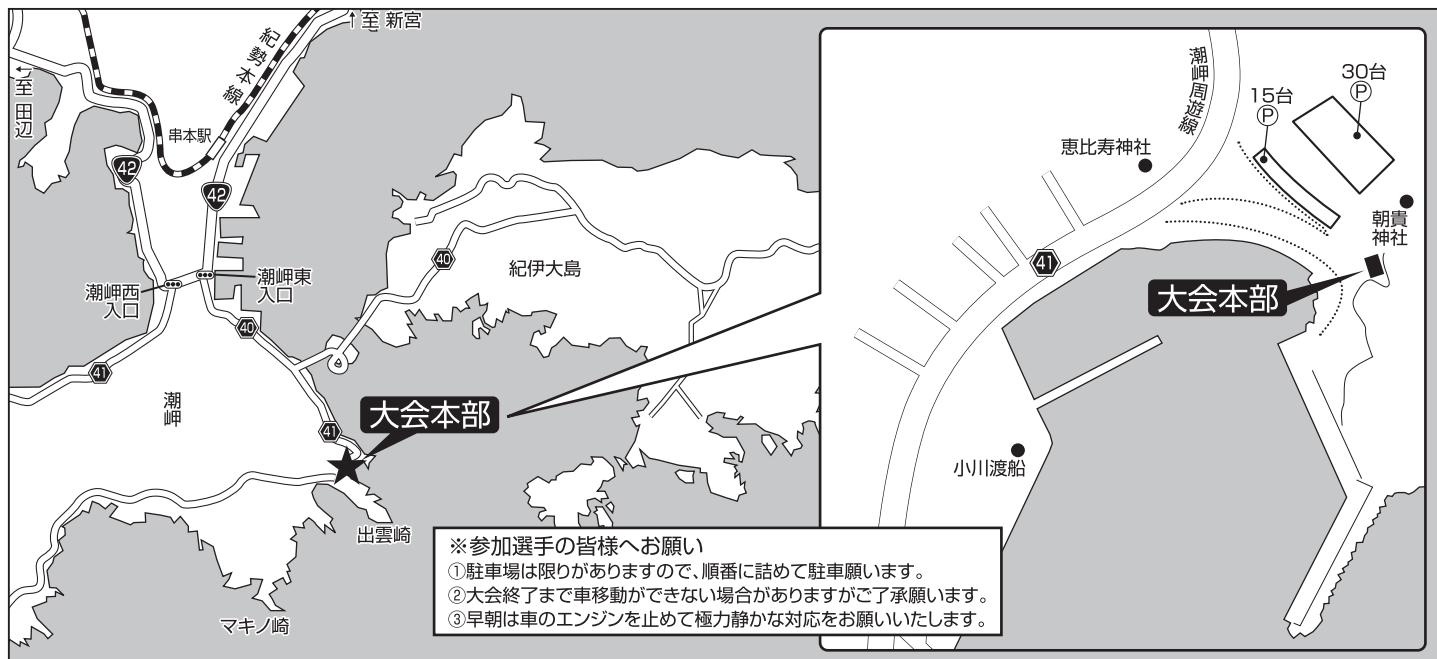 ↑至 新宮
紀勢本線
←至 田辺
串本駅
42
42
潮岬東
入口
潮岬西
入口
40
40
41
41
紀伊大島
潮岬
大会本部
出雲崎
マキノ崎
潮岬周遊線
30台
P
15台
P
恵比寿神社
朝貴
神社
41
大会本部
小川渡船
※参加選手の皆様へお願い
①駐車場は限りがありますので、順番に詰めて駐車願います。
②大会終了まで車移動ができない場合がありますがご了承願います。
③早朝は車のエンジンを止めて極力静かな対応をお願いいたします。